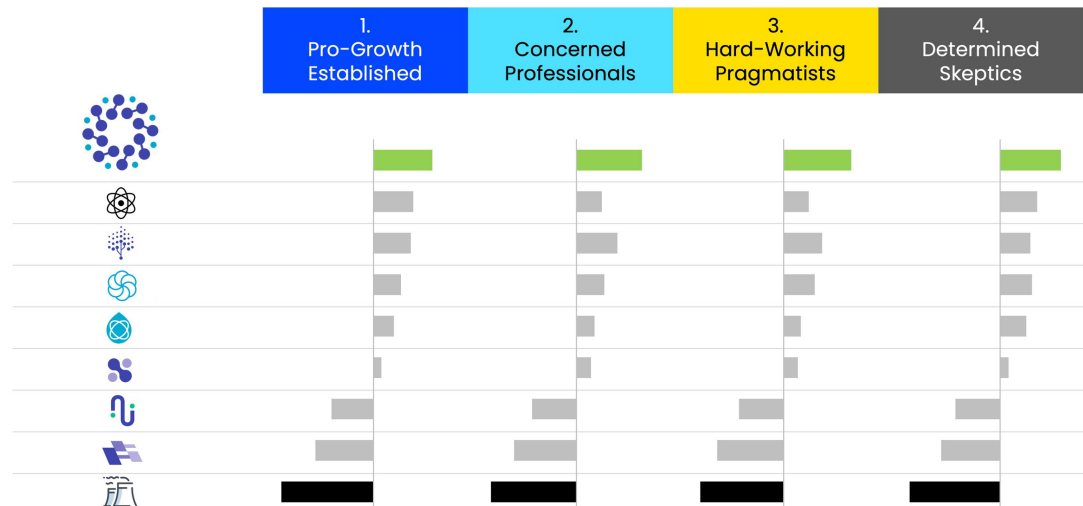 1.
Pro-Growth
Established
2.
Concerned
Professionals
3.
Hard-Working
Pragmatists
4.
Determined
Skeptics